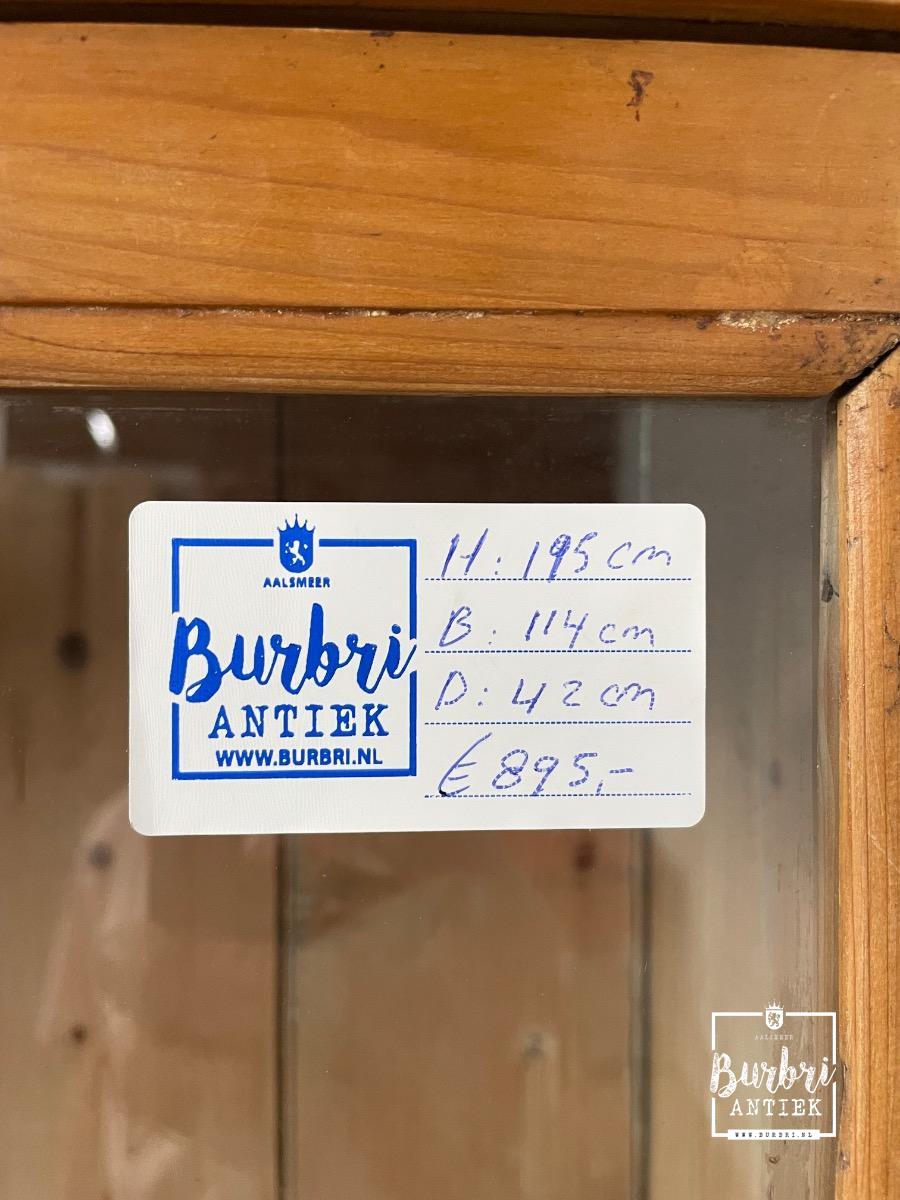 AALSMEER
Burbri
ANTIEK
WWW.BURBRI.NL
H: 195 cm
B: 114 cm
D: 42 cm
€ 895,-
AALSMEER
Burbri
ANTIEK
WWW.BURBRI.NL